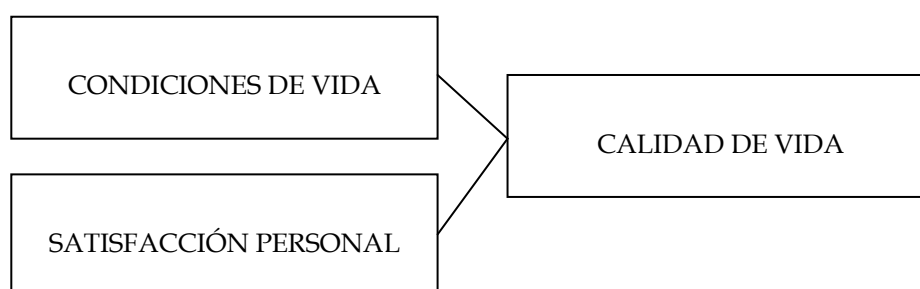 CONDICIONES DE VIDA
CALIDAD DE VIDA
SATISFACCIÓN PERSONAL